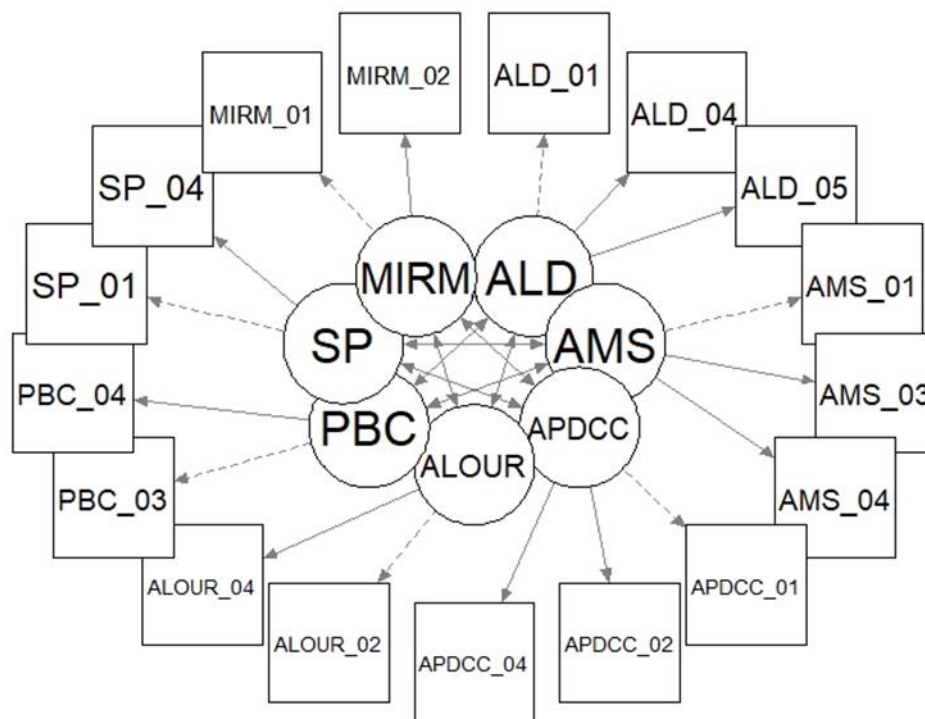 MIRM_02
ALD_01
MIRM_01
ALD_04
SP_04
ALD_05
SP_01
AMS_01
MIRM
ALD
SP
AMS
PBC_04
AMS_03
PBC
APDCC
ALOUR
PBC_03
AMS_04
ALOUR_04
APDCC_01
ALOUR_02
APDCC_02
APDCC_04